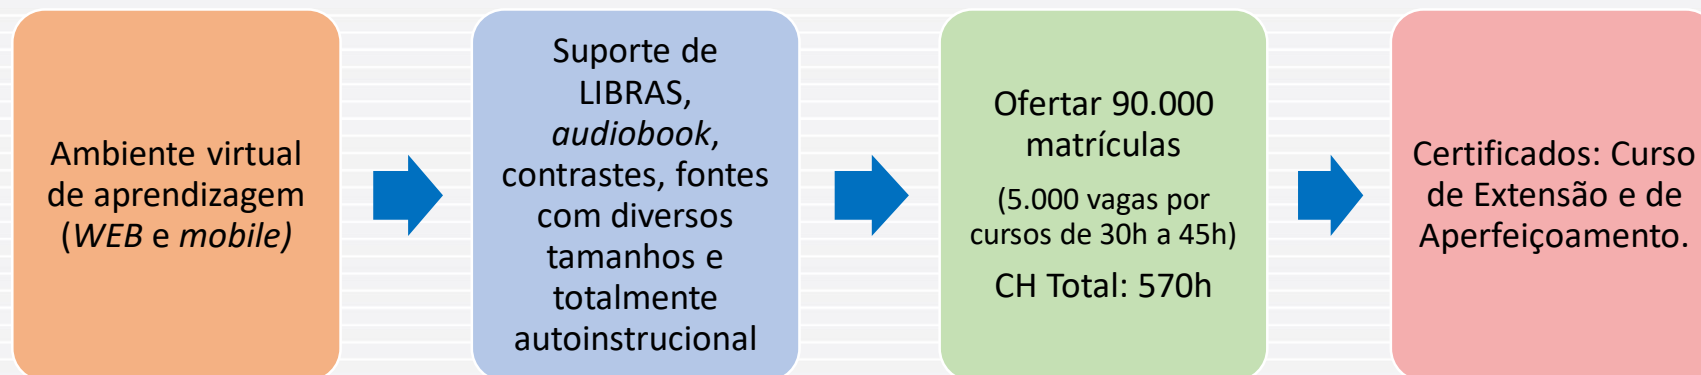 Ambiente virtual
de aprendizagem
(WEB e mobile)
Suporte de
LIBRAS,
audiobook,
contrastes, fontes
com diversos
tamanhos e
totalmente
autoinstrucional
Ofertar 90.000
matrículas
(5.000 vagas por
cursos de 30h a 45h)
CH Total: 570h
Certificados: Curso
de Extensão e de
Aperfeiçoamento.